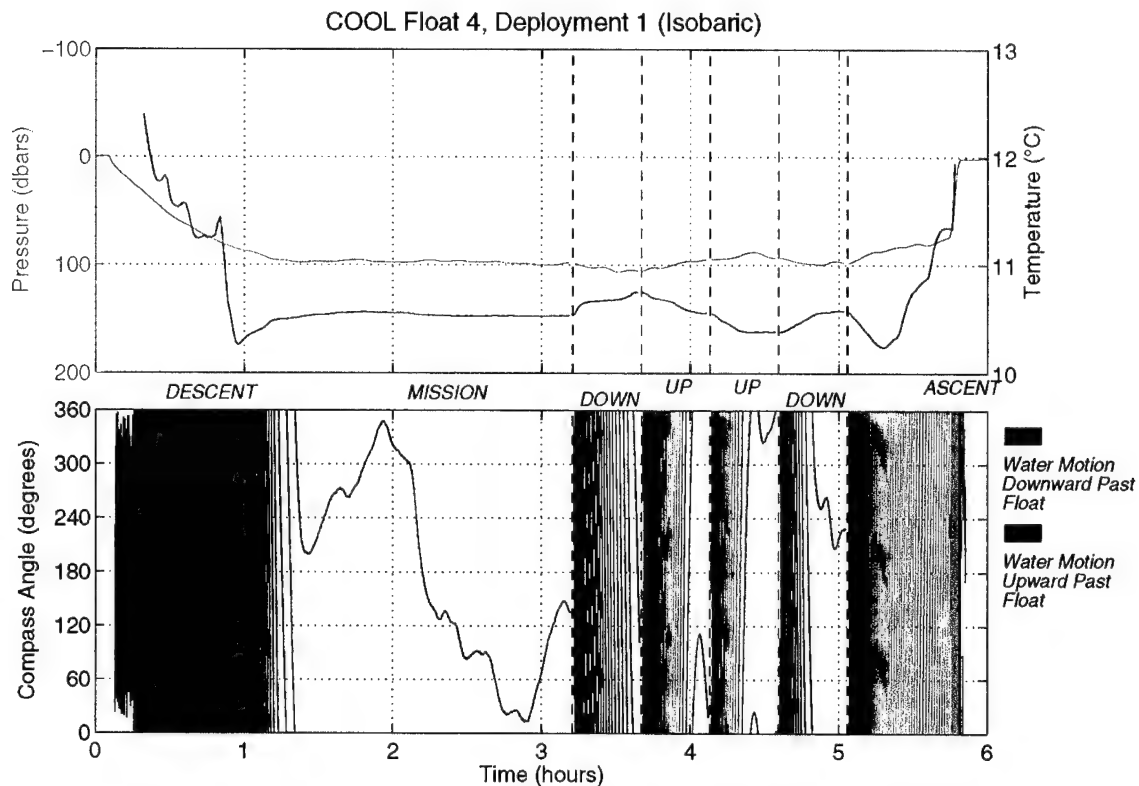 COOL Float 4, Deployment 1 (Isobaric)
−100
0
100
200
Pressure (dbars)
13
12
11
10
Temperature (°C)
DESCENT
MISSION
DOWN
UP
UP
DOWN
ASCENT
360
300
240
180
120
60
0
Compass Angle (degrees)
0 1 2 3 4 5 6
Time (hours)
Water Motion
Downward Past
Float
Water Motion
Upward Past
Float